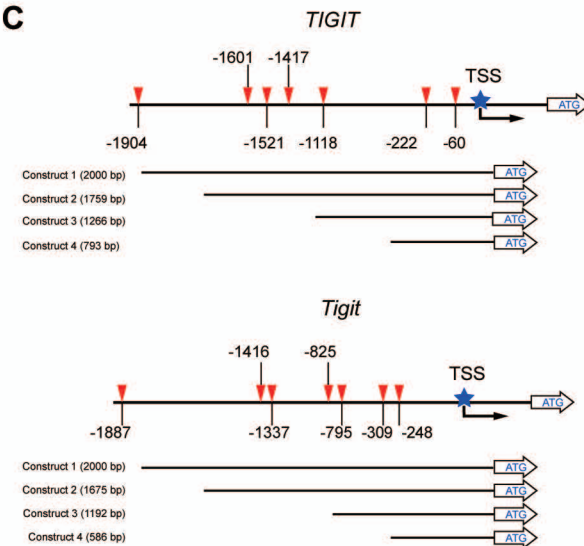 C
TIGIT
-1601 -1417
TSS
ATG
-1904 -1521 -1118 -222 -60
Construct 1 (2000 bp) ATG
Construct 2 (1759 bp) ATG
Construct 3 (1266 bp) ATG
Construct 4 (793 bp) ATG
Tigit
-1416 -825
TSS
ATG
-1887 -1337 -795 -309 -248
Construct 1 (2000 bp) ATG
Construct 2 (1675 bp) ATG
Construct 3 (1192 bp) ATG
Construct 4 (586 bp) ATG